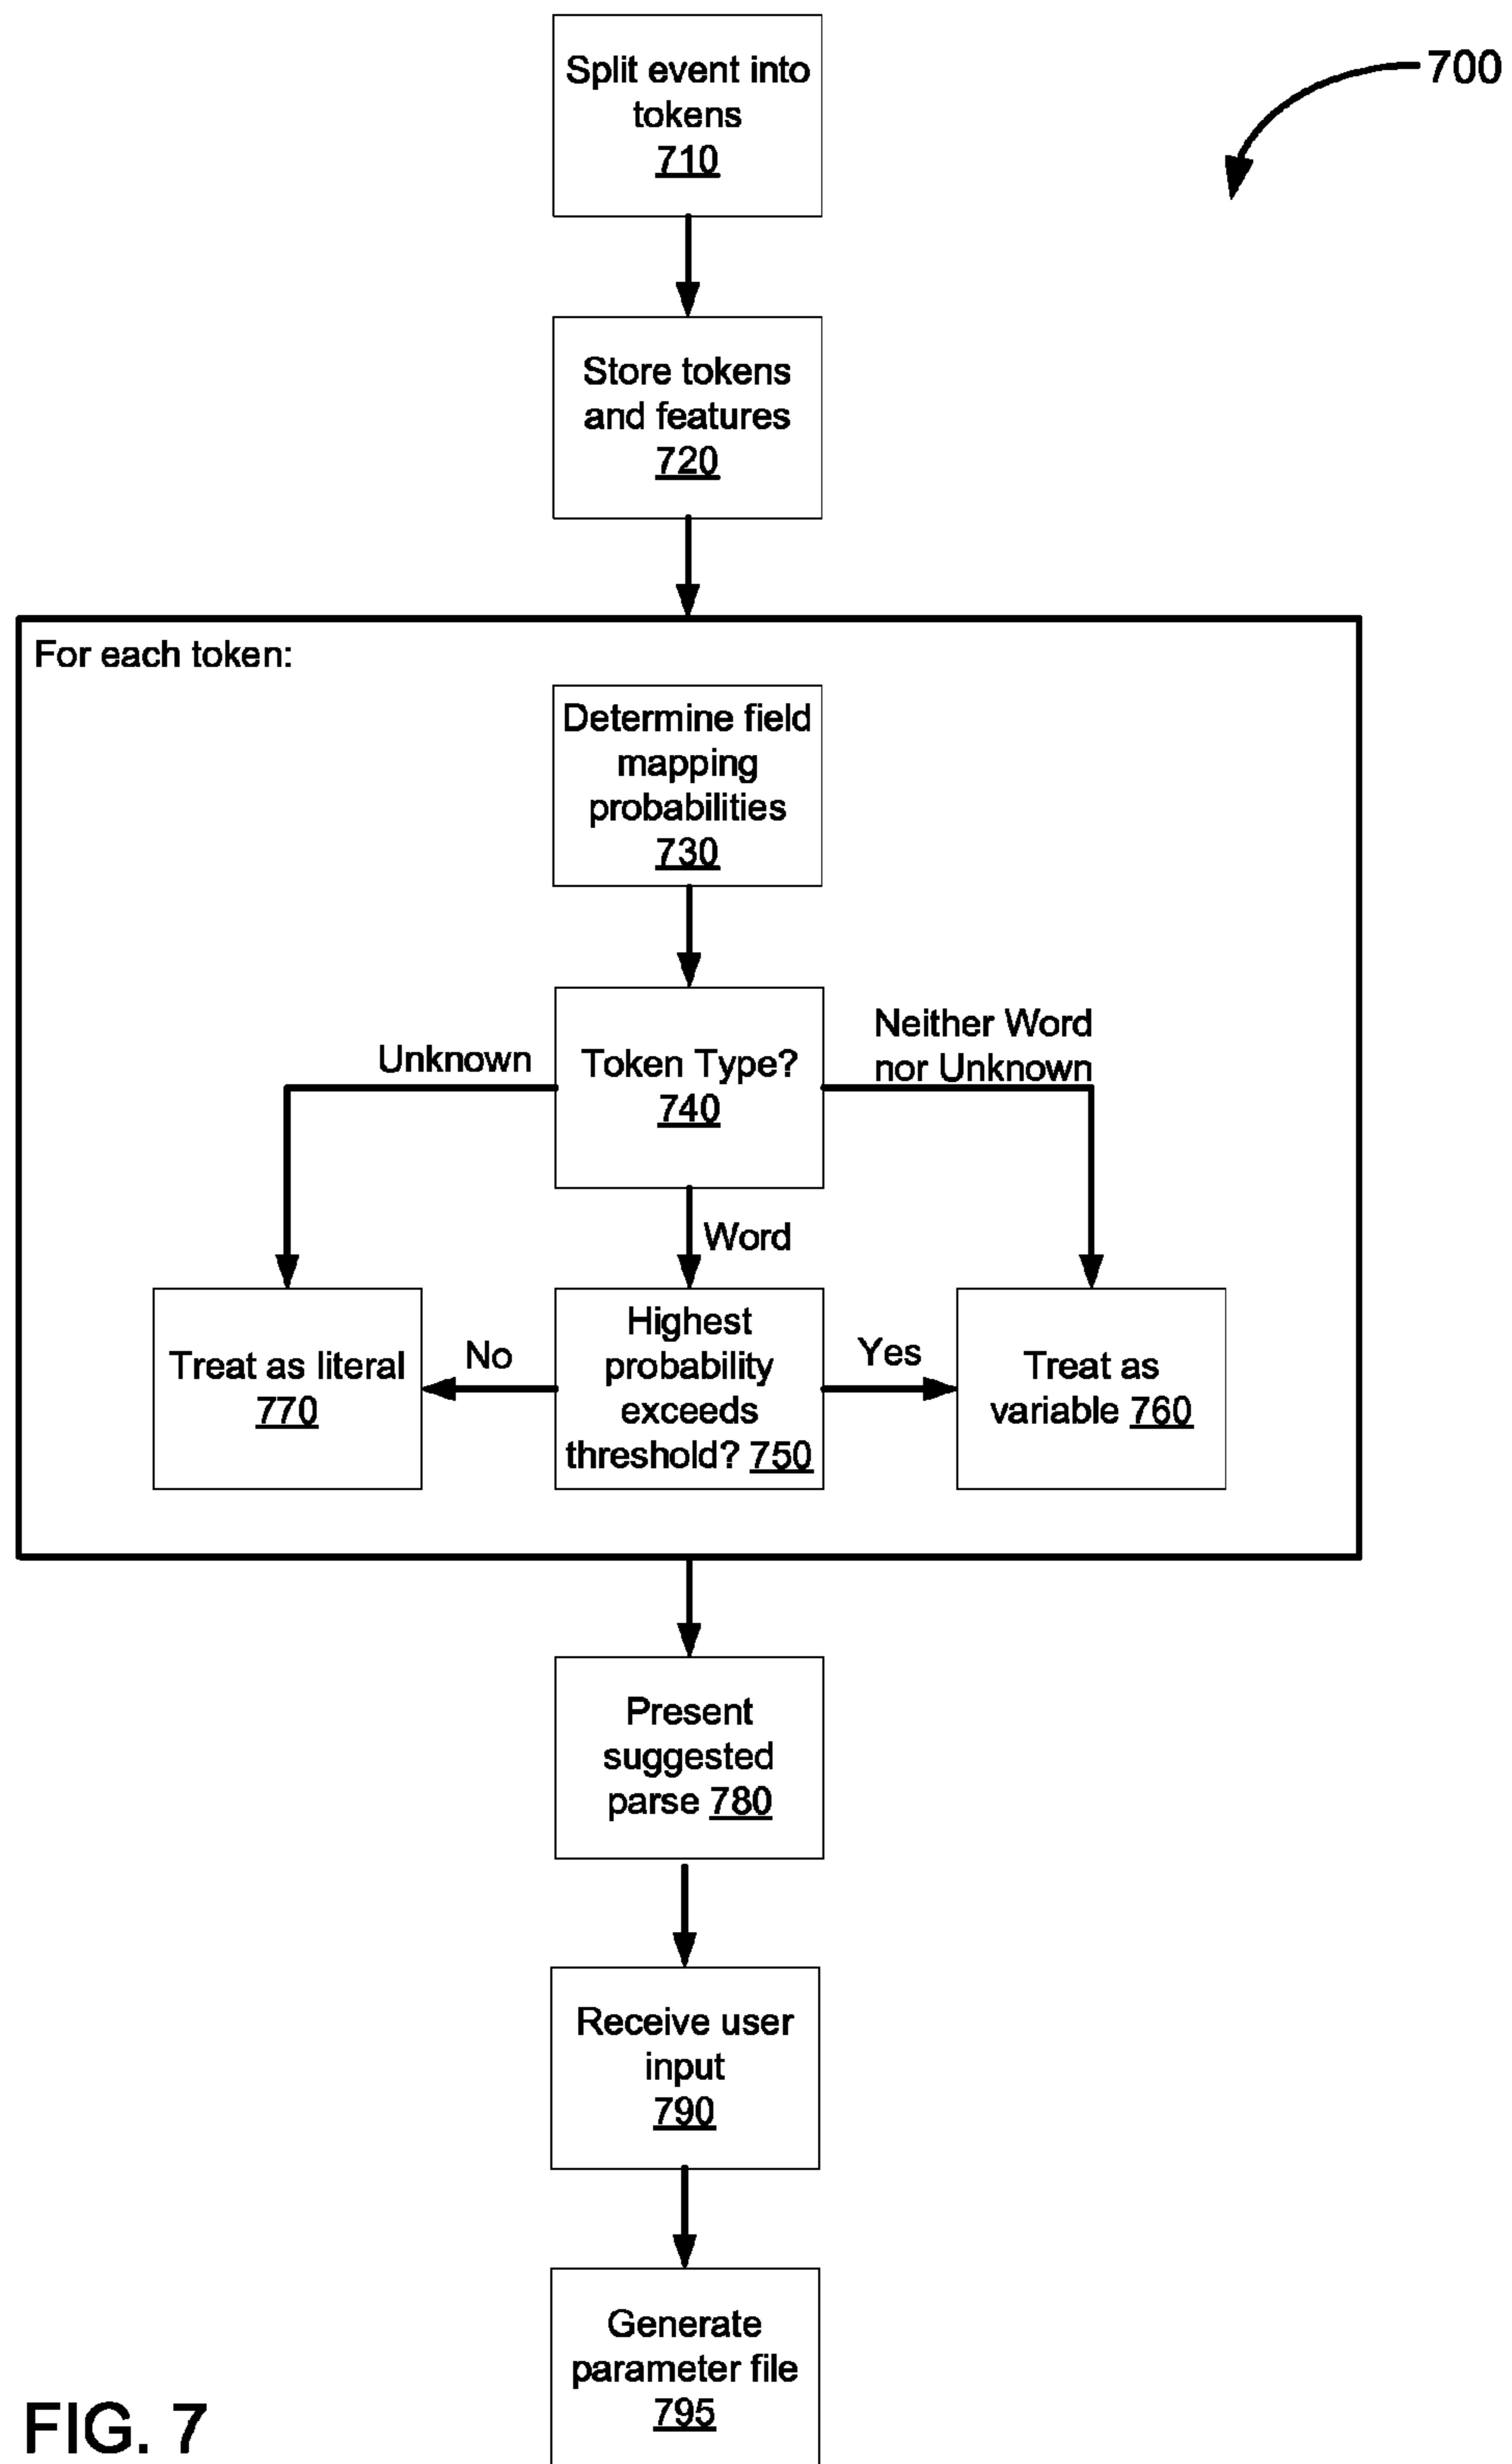 Split event into
tokens
710
700
Store tokens
and features
720
For each token:
Determine field
mapping
probabilities
730
Unknown
Token Type?
740
Neither Word
nor Unknown
Word
Treat as literal
770
No
Highest
probability
exceeds
threshold? 750
Yes
Treat as
variable 760
Present
suggested
parse 780
Receive user
input
790
Generate
parameter file
795
FIG. 7